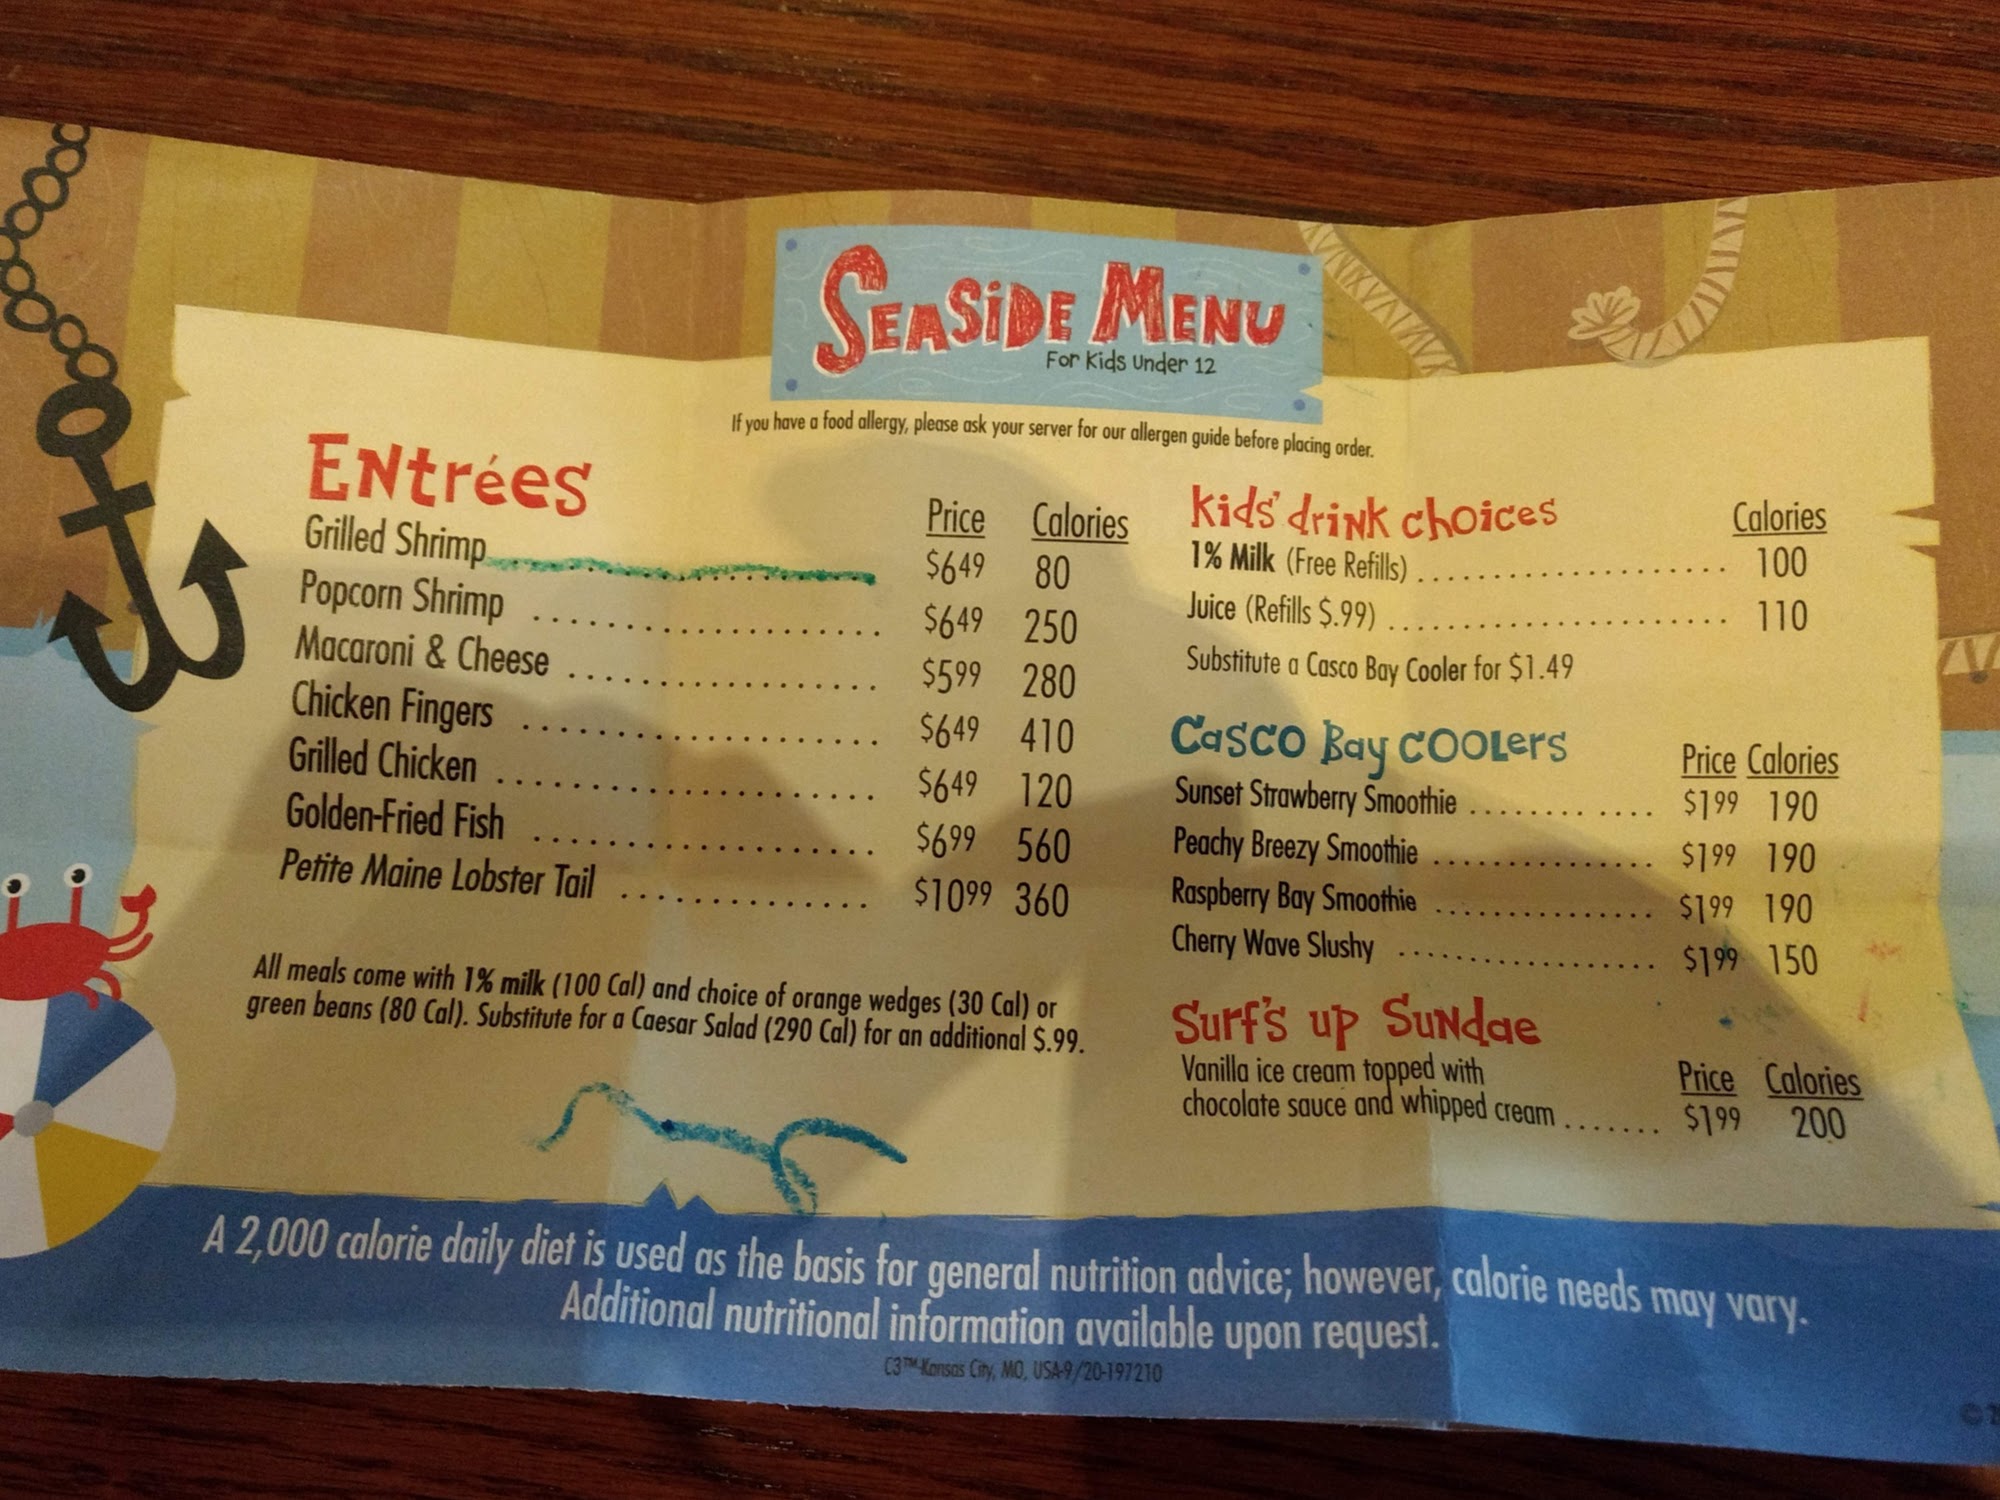 SEASIDE MENU
For Kids Under 12
If you have a food allergy, please ask your server for our allergen guide before placing order.
Entrées
Price Calories
Grilled Shrimp $6.49 80
Popcorn Shrimp .................... $6.49 250
Macaroni & Cheese .................. $5.99 280
Chicken Fingers .................... $6.49 410
Grilled Chicken ..................... $6.49 120
Golden-Fried Fish ................... $6.99 560
Petite Maine Lobster Tail .............. $10.99 360
All meals come with 1% milk (100 Cal) and choice of orange wedges (30 Cal) or
green beans (80 Cal). Substitute for a Caesar Salad (290 Cal) for an additional $.99.
Kids' drink choices
Calories
1% Milk (Free Refills) ...................... 100
Juice (Refills $.99) ........................ 110
Substitute a Casco Bay Cooler for $1.49
Casco Bay Coolers
Price Calories
Sunset Strawberry Smoothie ............ $1.99 190
Peachy Breezy Smoothie ............... $1.99 190
Raspberry Bay Smoothie ............... $1.99 190
Cherry Wave Slushy .................. $1.99 150
Surf's up Sundae
Price Calories
Vanilla ice cream topped with
chocolate sauce and whipped cream ....... $1.99 200
A 2,000 calorie daily diet is used as the basis for general nutrition advice; however, calorie needs may vary.
Additional nutritional information available upon request.
C3™-Kansas City, MO, USA-9/20-197210
©